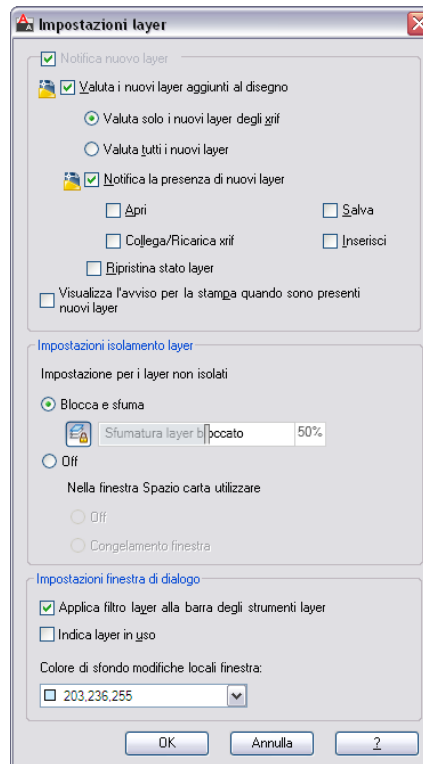 Impostazioni layer
Notifica nuovo layer
Valuta i nuovi layer aggiunti al disegno
Valuta solo i nuovi layer degli xrif
Valuta tutti i nuovi layer
Notifica la presenza di nuovi layer
Apri
Salva
Collega/Ricarica xrif
Inserisci
Ripristina stato layer
Visualizza l'avviso per la stampa quando sono presenti
nuovi layer
Impostazioni isolamento layer
Impostazione per i layer non isolati
Blocca e sfuma
Sfumatura layer bloccato 50%
Off
Nella finestra Spazio carta utilizzare
Off
Congelamento finestra
Impostazioni finestra di dialogo
Applica filtro layer alla barra degli strumenti layer
Indica layer in uso
Colore di sfondo modifiche locali finestra:
203,236,255
OK Annulla ?